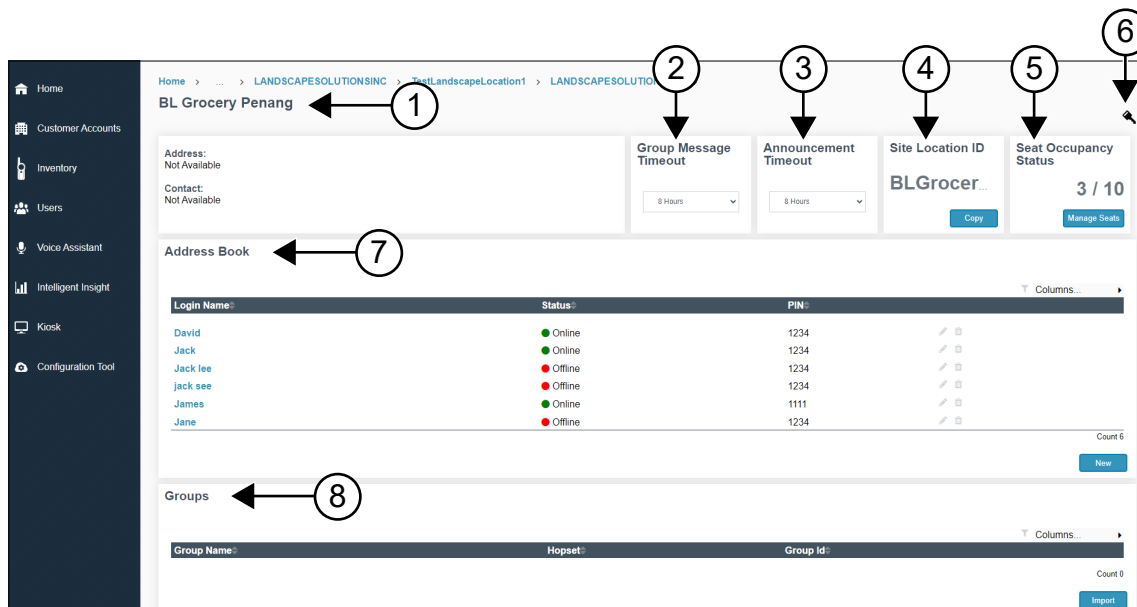 6
2
3
4
5
Home
Customer Accounts
Inventory
Users
Voice Assistant
Intelligent Insight
Kiosk
Configuration Tool
Home > ... > LANDSCAPESOLUTIONSINC > TestLandscapeLocation1 > LANDSCAPESOLUTION
BL Grocery Penang
1
Address:
Not Available
Contact:
Not Available
Group Message
Timeout
8 Hours
Announcement
Timeout
8 Hours
Site Location ID
BLGrocer...
Copy
Seat Occupancy
Status
3 / 10
Manage Seats
Address Book
7
Columns...
Login Name Status PIN
David Online 1234
Jack Online 1234
Jack lee Offline 1234
jack see Offline 1234
James Online 1111
Jane Offline 1234
Count 6
New
Groups
8
Columns...
Group Name Hopset Group Id
Count 0
Import